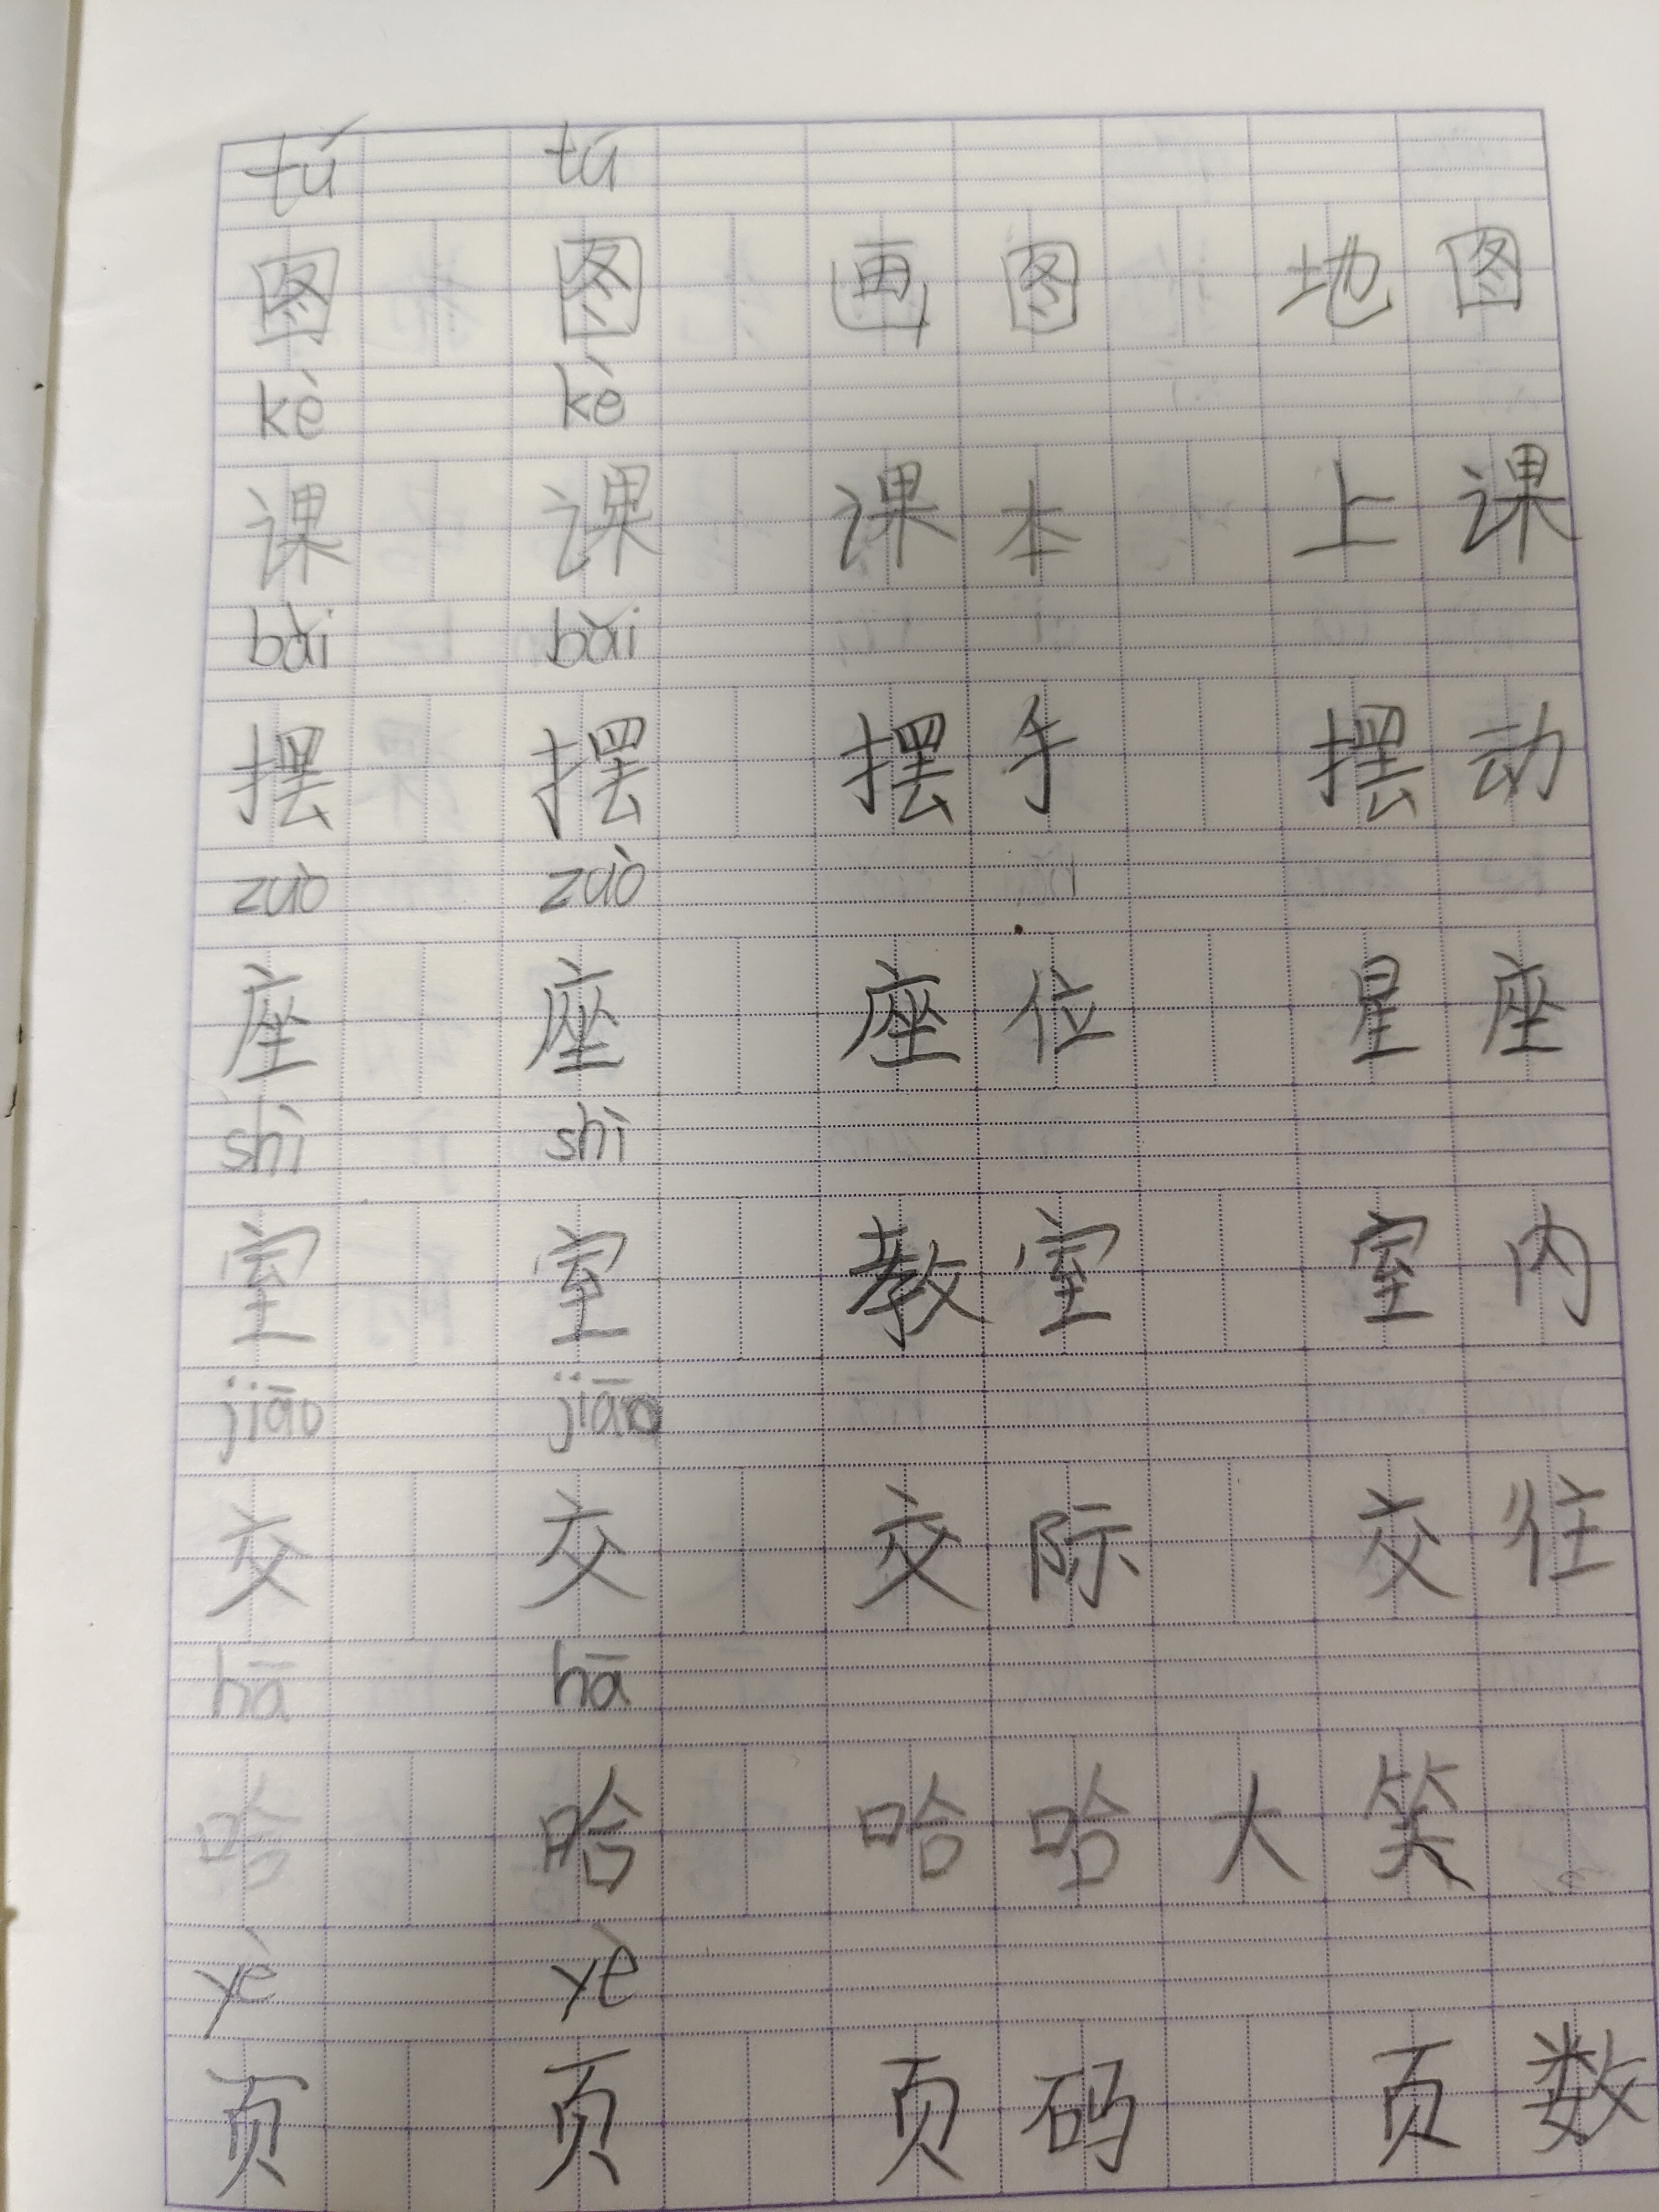 tú tú
图 图 画图 地图
kè kè
课 课 课本 上课
bǎi bǎi
摆 摆 摆手 摆动
zuò zuò
座 座 座位 星座
shì shì
室 室 教室 室内
jiāo jiāo
交 交 交际 交往
hā hā
哈 哈 哈哈大笑
yè yè
页 页 页码 页数